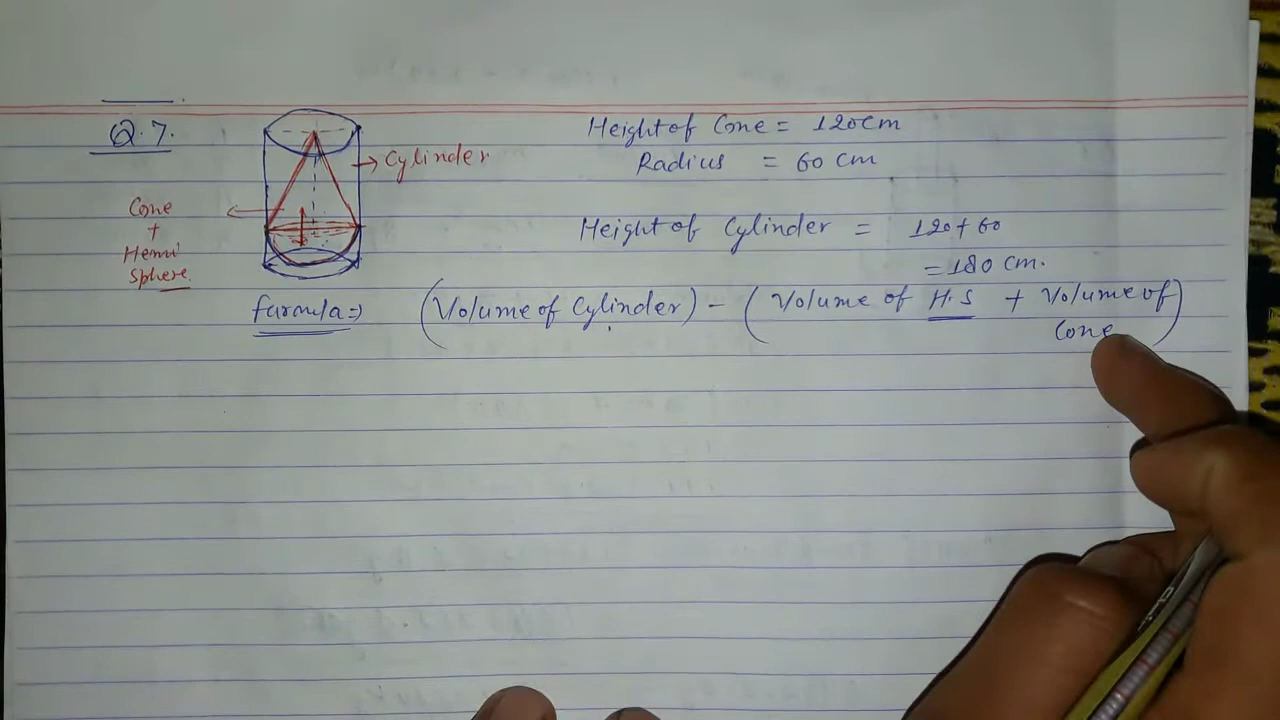 Q.7.
Height of Cone = 120cm
Radius = 60 cm
→ Cylinder
Cone
+
Hemi
Sphere
Height of Cylinder = 120 + 60
= 180 cm.
Farmula => (Volume of Cylinder) - (Volume of H.S + Volume of Cone)